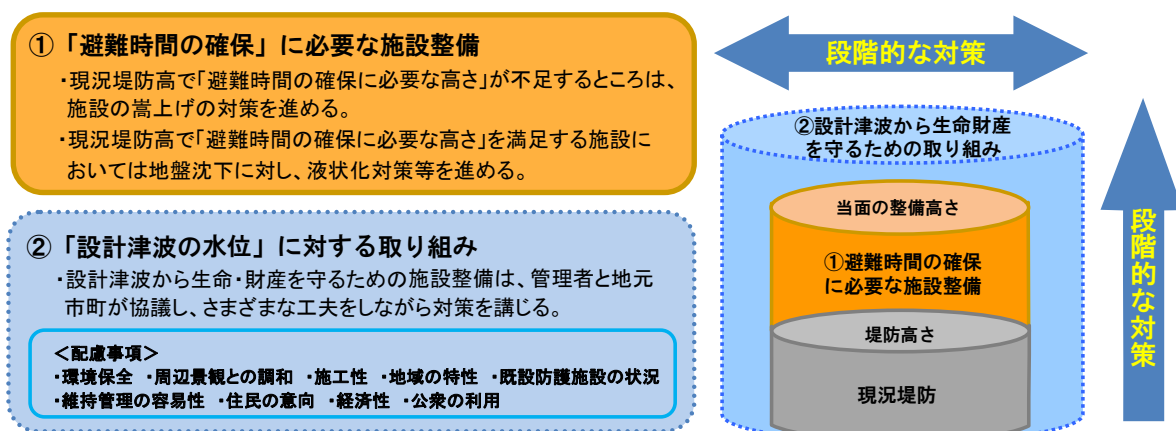 ①「避難時間の確保」に必要な施設整備
・現況堤防高で「避難時間の確保に必要な高さ」が不足するところは、
施設の嵩上げの対策を進める。
・現況堤防高で「避難時間の確保に必要な高さ」を満足する施設に
おいては地盤沈下に対し、液状化対策等を進める。
②「設計津波の水位」に対する取り組み
・設計津波から生命・財産を守るための施設整備は、管理者と地元
市町が協議し、さまざまな工夫をしながら対策を講じる。
＜配慮事項＞
・環境保全 ・周辺景観との調和 ・施工性 ・地域の特性 ・既設防護施設の状況
・維持管理の容易性 ・住民の意向 ・経済性 ・公衆の利用
段階的な対策
②設計津波から生命財産
を守るための取り組み
当面の整備高さ
①避難時間の確保
に必要な施設整備
堤防高さ
現況堤防
段階的な対策